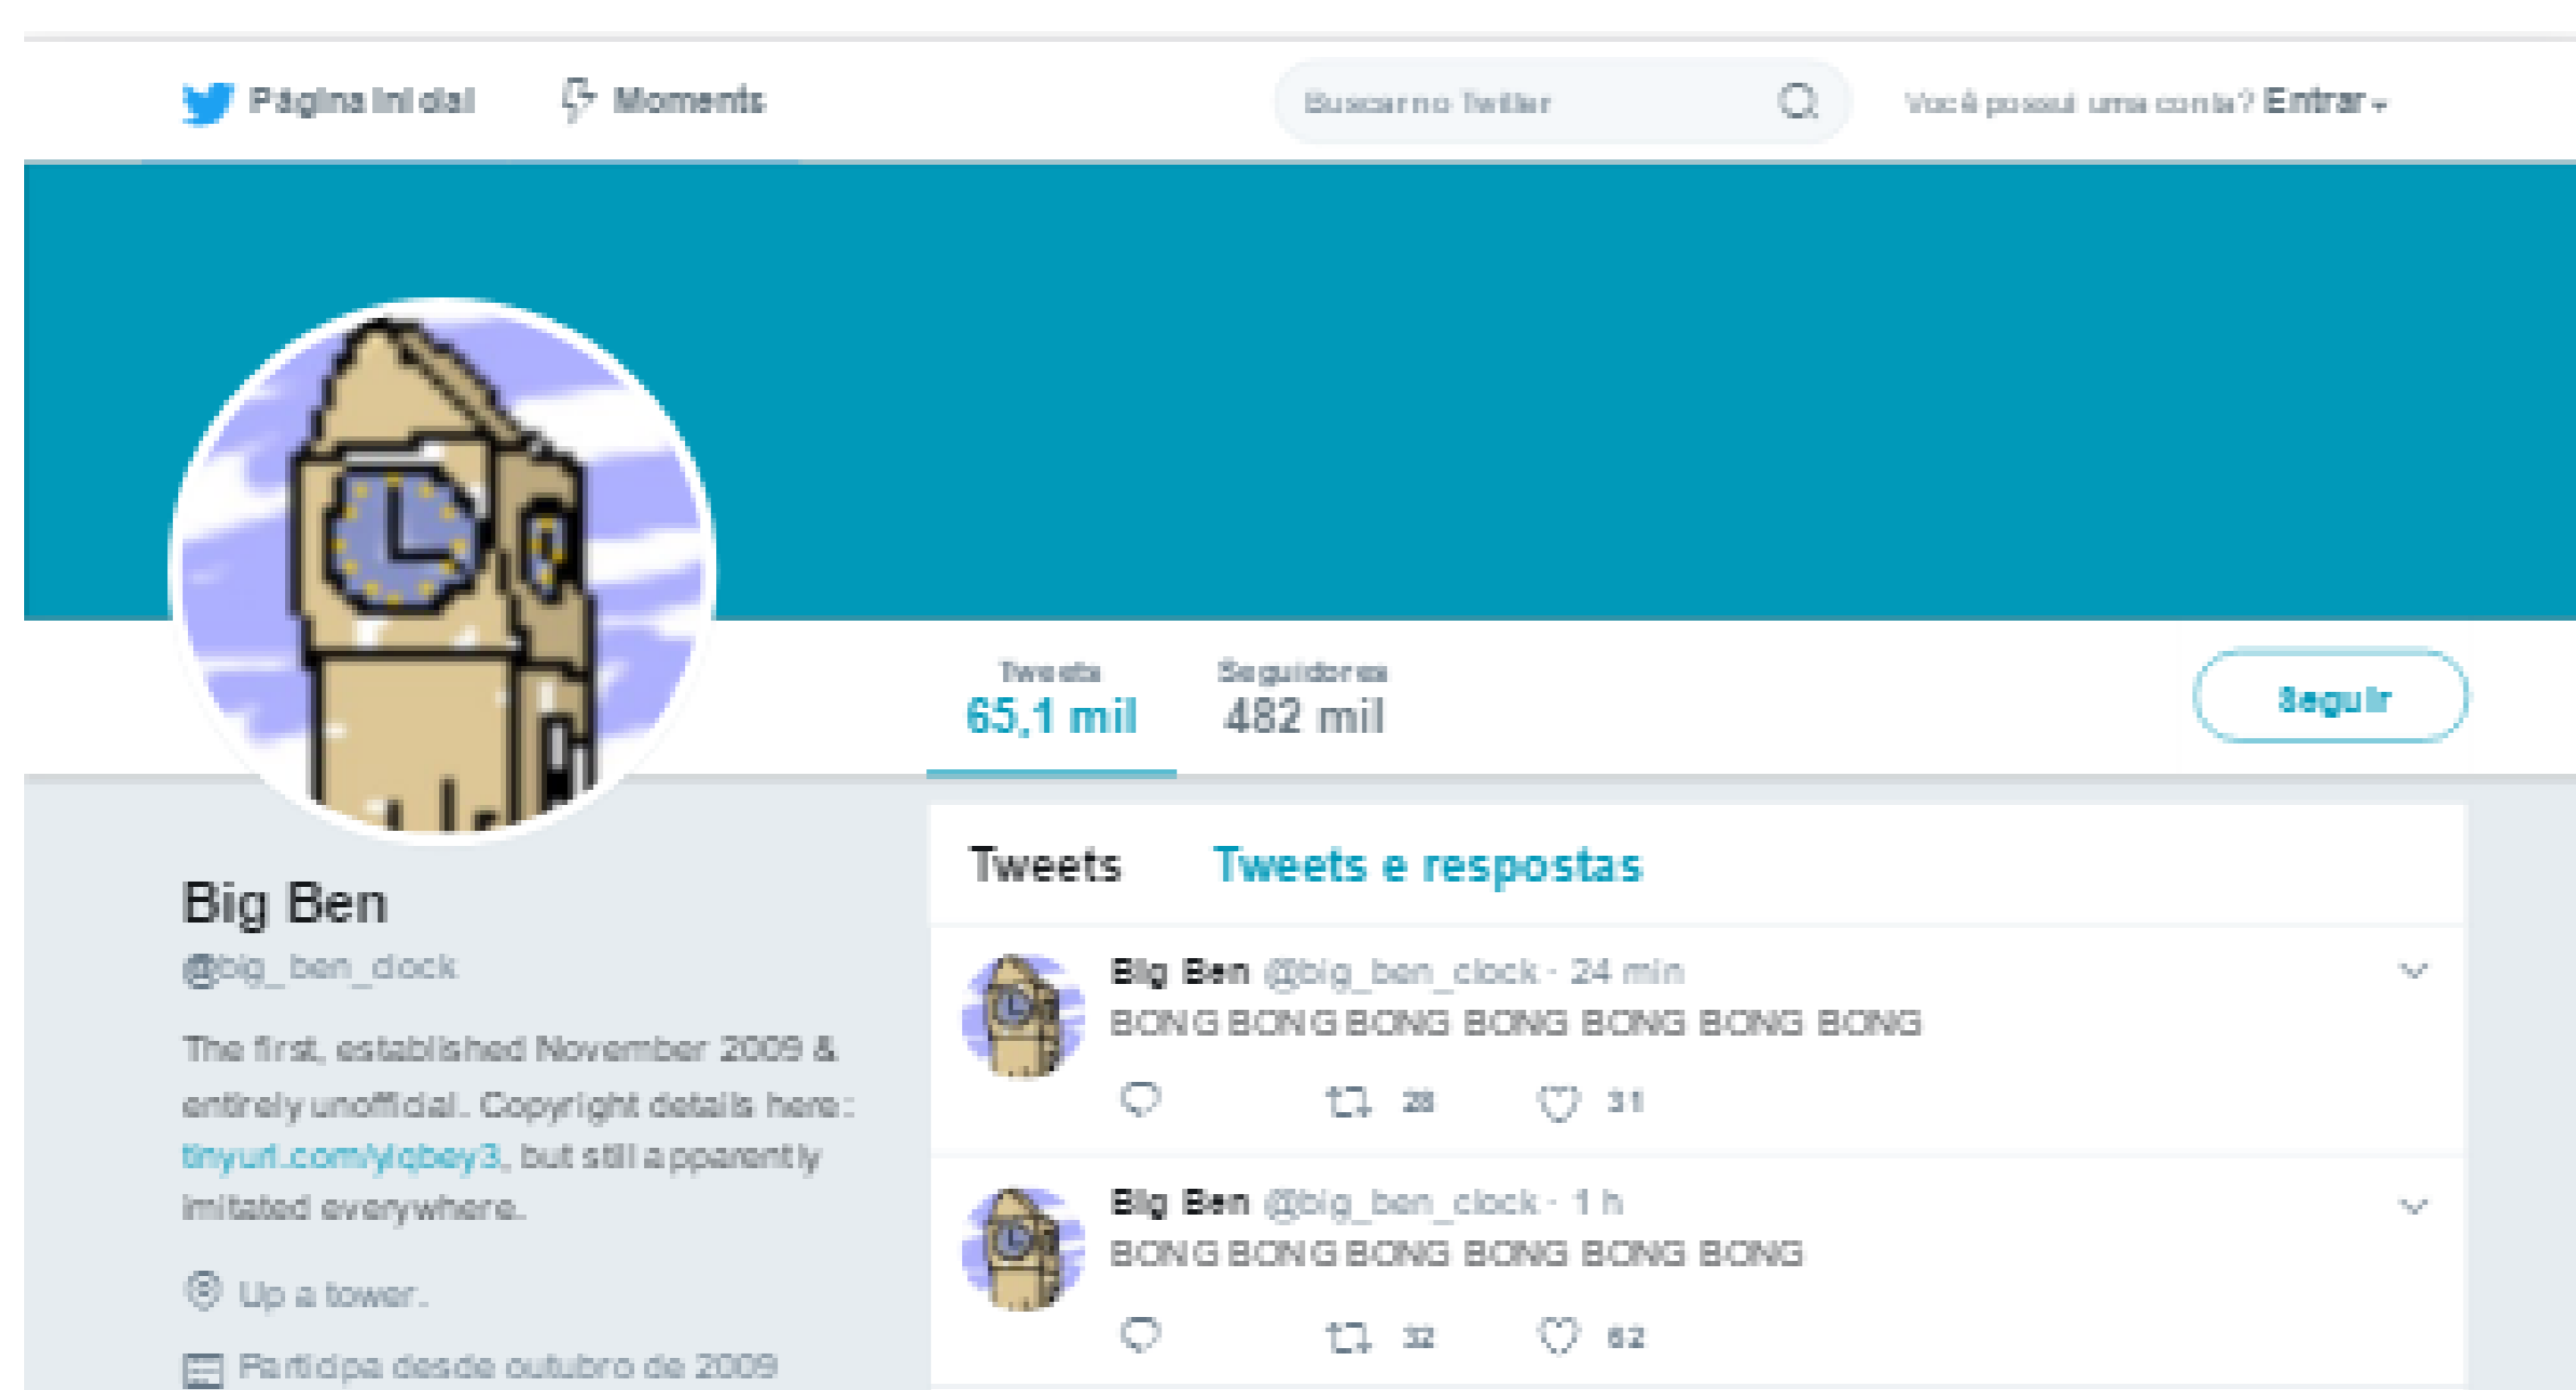 Página Inicial Moments Buscar no Twitter Você possui uma conta? Entrar
Tweets Seguidores
65,1 mil 482 mil Seguir
Big Ben
@big_ben_clock
The first, established November 2009 &
entirely unofficial. Copyright details here:
tinyurl.com/ylqbey3, but still apparently
imitated everywhere.
Up a tower.
Participa desde outubro de 2009
Tweets Tweets e respostas
Big Ben @big_ben_clock · 24 min
BONG BONG BONG BONG BONG BONG BONG
28 31
Big Ben @big_ben_clock · 1 h
BONG BONG BONG BONG BONG BONG
32 62